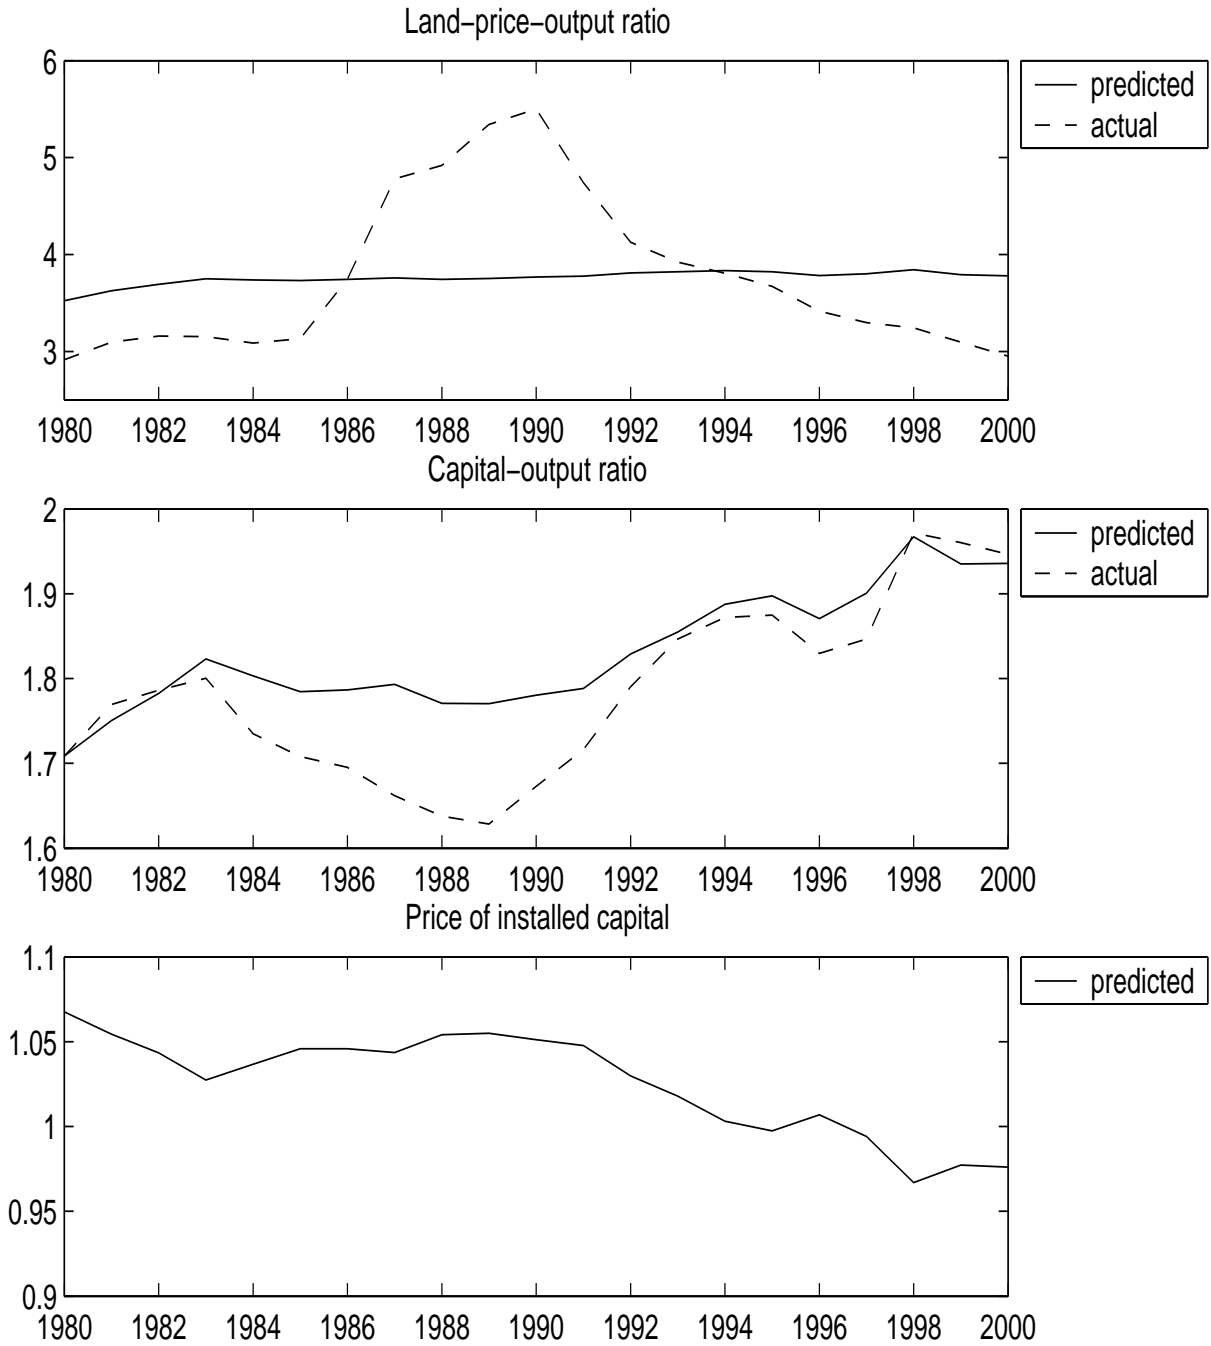 Land–price–output ratio
6
5
4
3
predicted
actual
1980 1982 1984 1986 1988 1990 1992 1994 1996 1998 2000
Capital–output ratio
2
1.9
1.8
1.7
1.6
predicted
actual
1980 1982 1984 1986 1988 1990 1992 1994 1996 1998 2000
Price of installed capital
1.1
1.05
1
0.95
0.9
predicted
1980 1982 1984 1986 1988 1990 1992 1994 1996 1998 2000